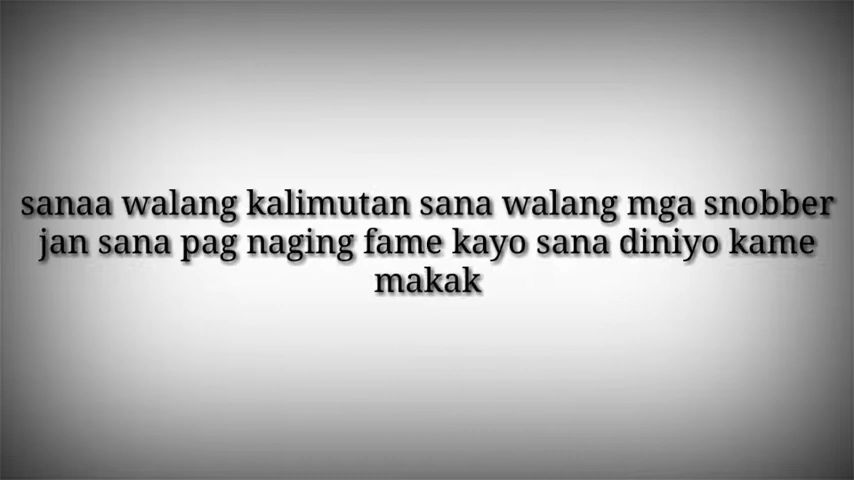 sanaa walang kalimutan sana walang mga snobber
jan sana pag naging fame kayo sana diniyo kame
makak